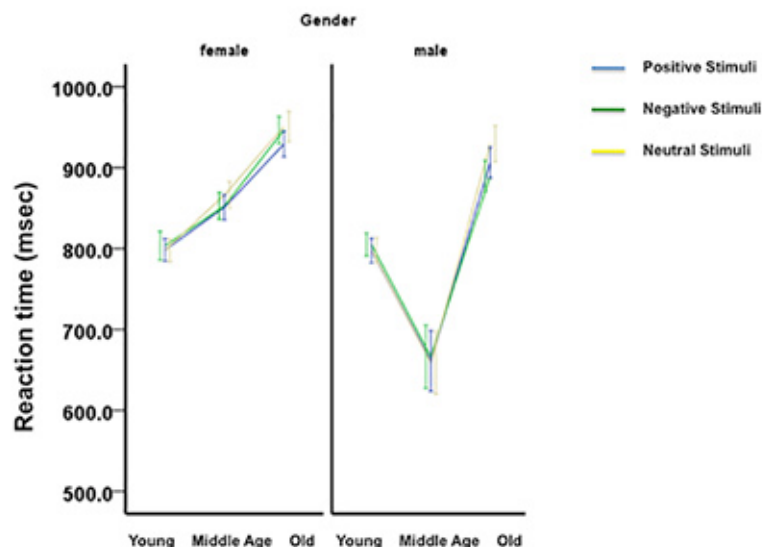 Gender
female male
Positive Stimuli
Negative Stimuli
Neutral Stimuli
Reaction time (msec)
1000.0
900.0
800.0
700.0
600.0
500.0
Young Middle Age Old Young Middle Age Old